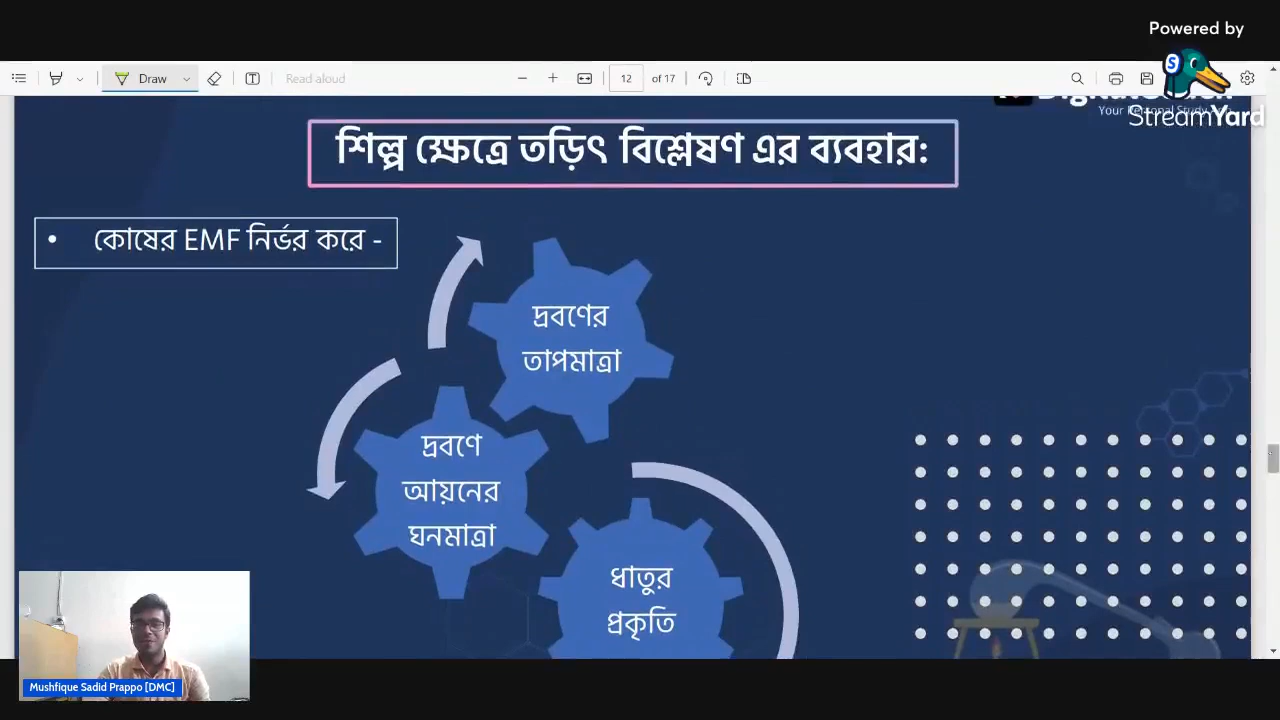 Powered by
Draw
Read aloud
12 of 17
StreamYard
শিল্প ক্ষেত্রে তড়িৎ বিশ্লেষণ এর ব্যবহার:
• কোষের EMF নির্ভর করে -
দ্রবণের
তাপমাত্রা
দ্রবণে
আয়নের
ঘনমাত্রা
ধাতুর
প্রকৃতি
Mushfique Sadid Prappo [DMC]